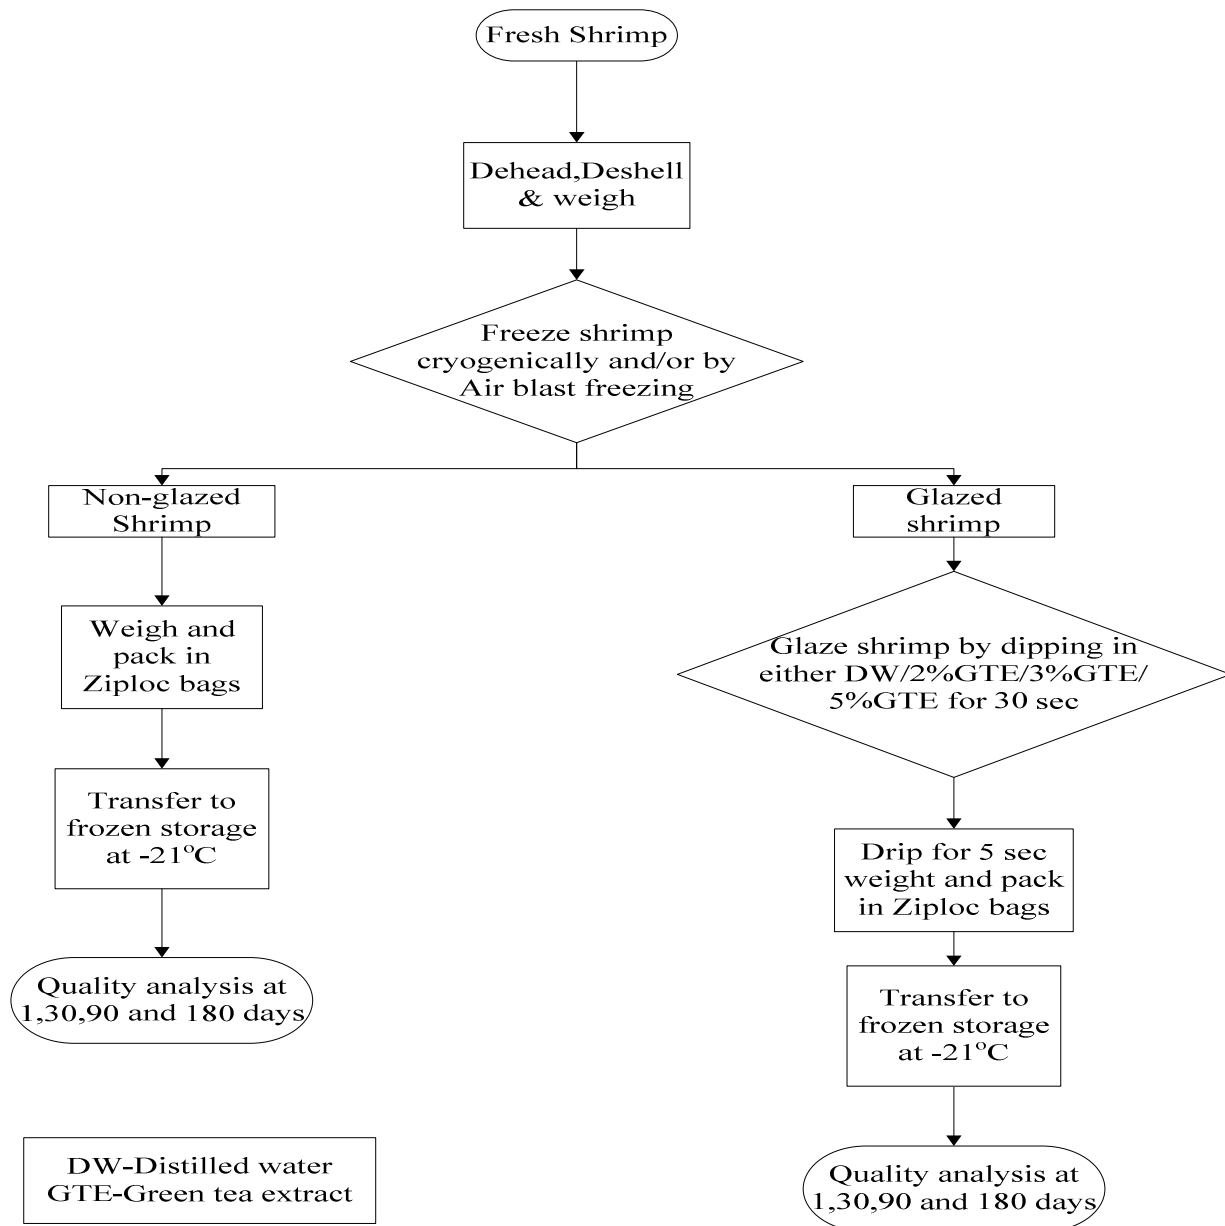 Fresh Shrimp
Dehead,Deshell
& weigh
Freeze shrimp
cryogenically and/or by
Air blast freezing
Non-glazed
Shrimp
Weigh and
pack in
Ziploc bags
Transfer to
frozen storage
at -21°C
Quality analysis at
1,30,90 and 180 days
Glazed
shrimp
Glaze shrimp by dipping in
either DW/2%GTE/3%GTE/
5%GTE for 30 sec
Drip for 5 sec
weight and pack
in Ziploc bags
Transfer to
frozen storage
at -21°C
Quality analysis at
1,30,90 and 180 days
DW-Distilled water
GTE-Green tea extract